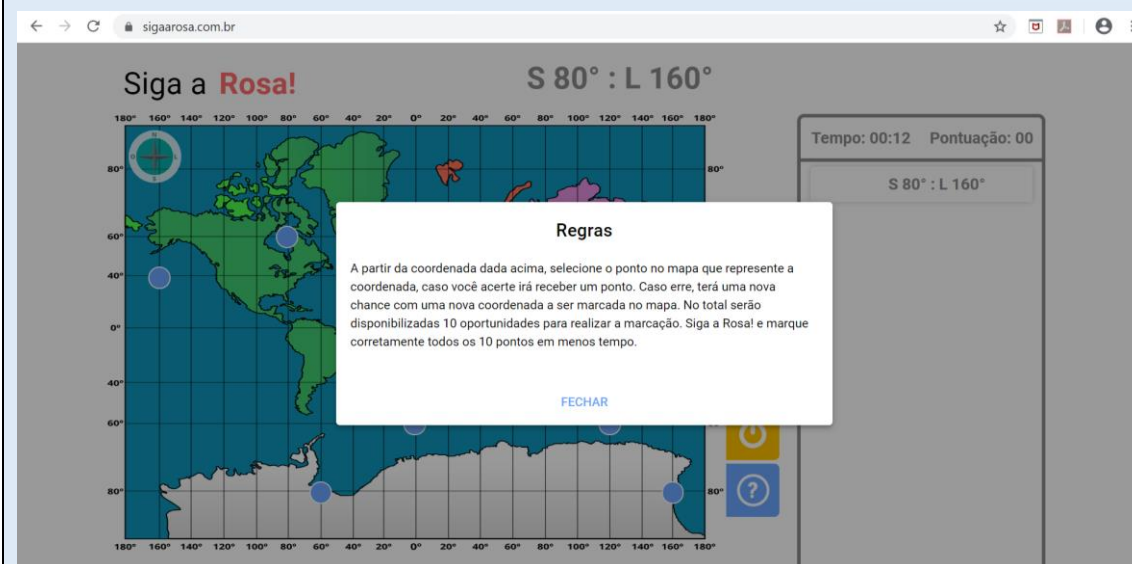 sigaarosa.com.br
Siga a Rosa!
S 80° : L 160°
180° 160° 140° 120° 100° 80° 60° 40° 20° 0° 20° 40° 60° 80° 100° 120° 140° 160° 180°
Tempo: 00:12 Pontuação: 00
80° 80°
S 80° : L 160°
60°
Regras
A partir da coordenada dada acima, selecione o ponto no mapa que represente a
coordenada, caso você acerte irá receber um ponto. Caso erre, terá uma nova
chance com uma nova coordenada a ser marcada no mapa. No total serão
disponibilizadas 10 oportunidades para realizar a marcação. Siga a Rosa! e marque
corretamente todos os 10 pontos em menos tempo.
40°
0°
40°
FECHAR
60°
80° 80° ?
180° 160° 140° 120° 100° 80° 60° 40° 20° 0° 20° 40° 60° 80° 100° 120° 140° 160° 180°